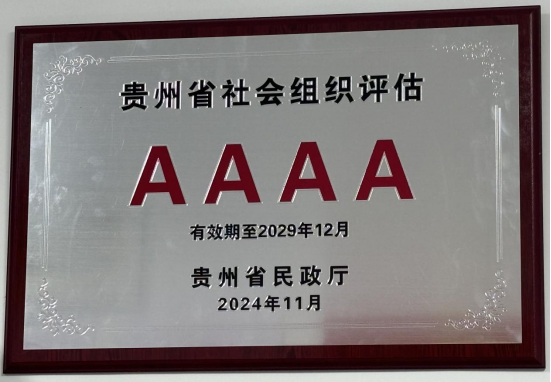 贵州省社会组织评估
AAAA
有效期至2029年12月
贵州省民政厅
2024年11月